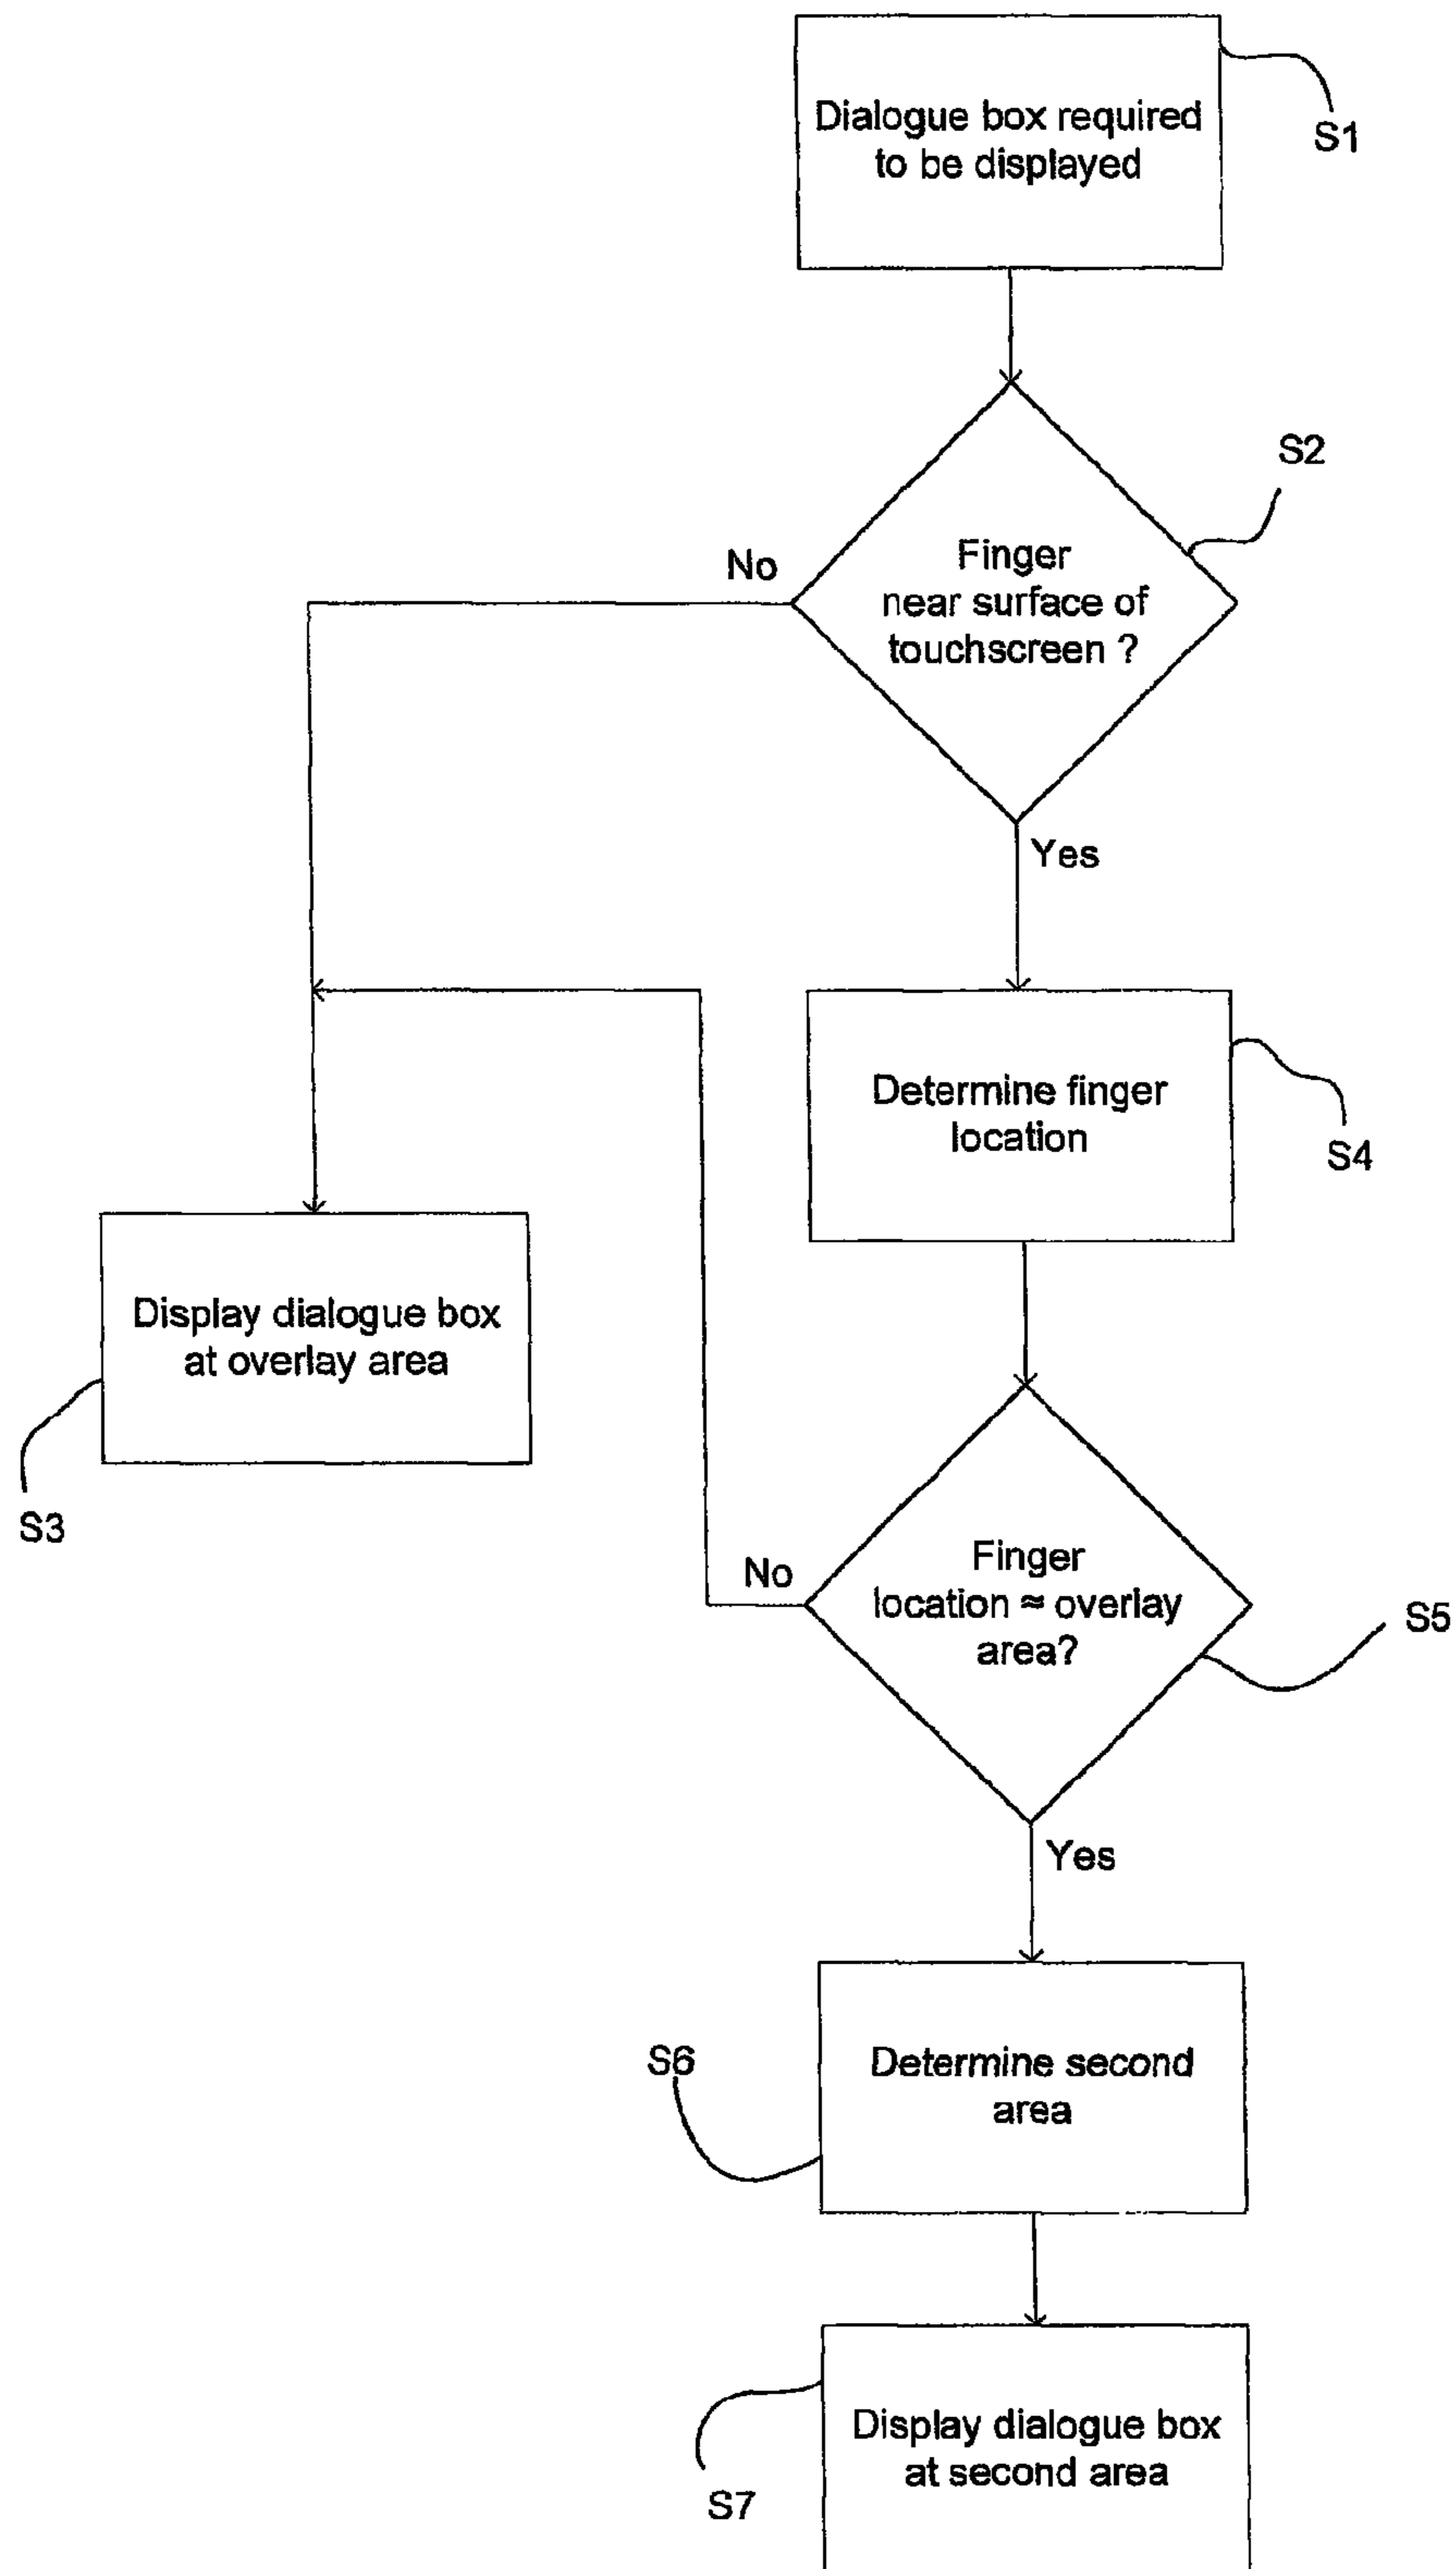 Dialogue box required
to be displayed
S1
S2
Finger
near surface of
touchscreen ?
No
Yes
Determine finger
location
S4
Display dialogue box
at overlay area
S3
Finger
location ≈ overlay
area?
No
S5
Yes
S6
Determine second
area
Display dialogue box
at second area
S7